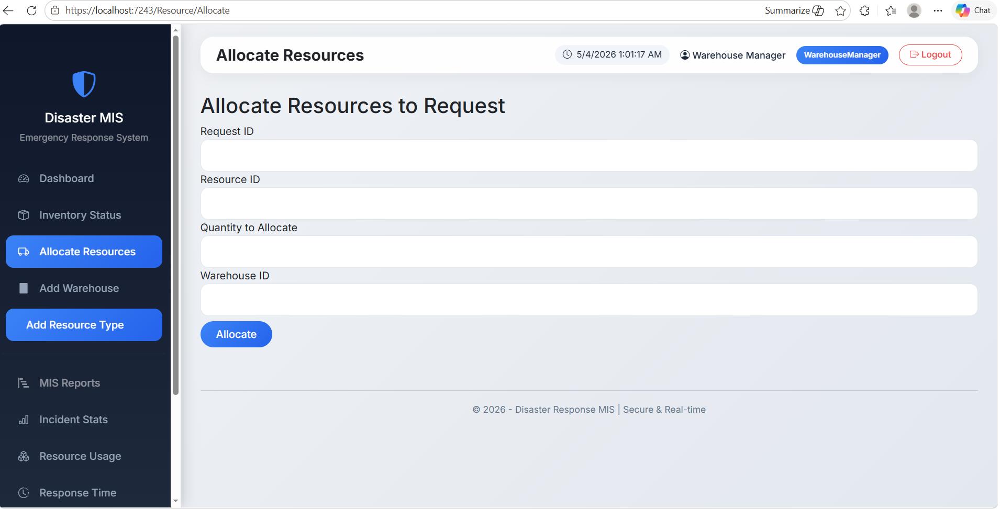 https://localhost:7243/Resource/Allocate
Summarize
Chat
Disaster MIS
Emergency Response System
Dashboard
Inventory Status
Allocate Resources
Add Warehouse
Add Resource Type
MIS Reports
Incident Stats
Resource Usage
Response Time
Allocate Resources
5/4/2026 1:01:17 AM
Warehouse Manager
WarehouseManager
Logout
Allocate Resources to Request
Request ID
Resource ID
Quantity to Allocate
Warehouse ID
Allocate
© 2026 - Disaster Response MIS | Secure & Real-time